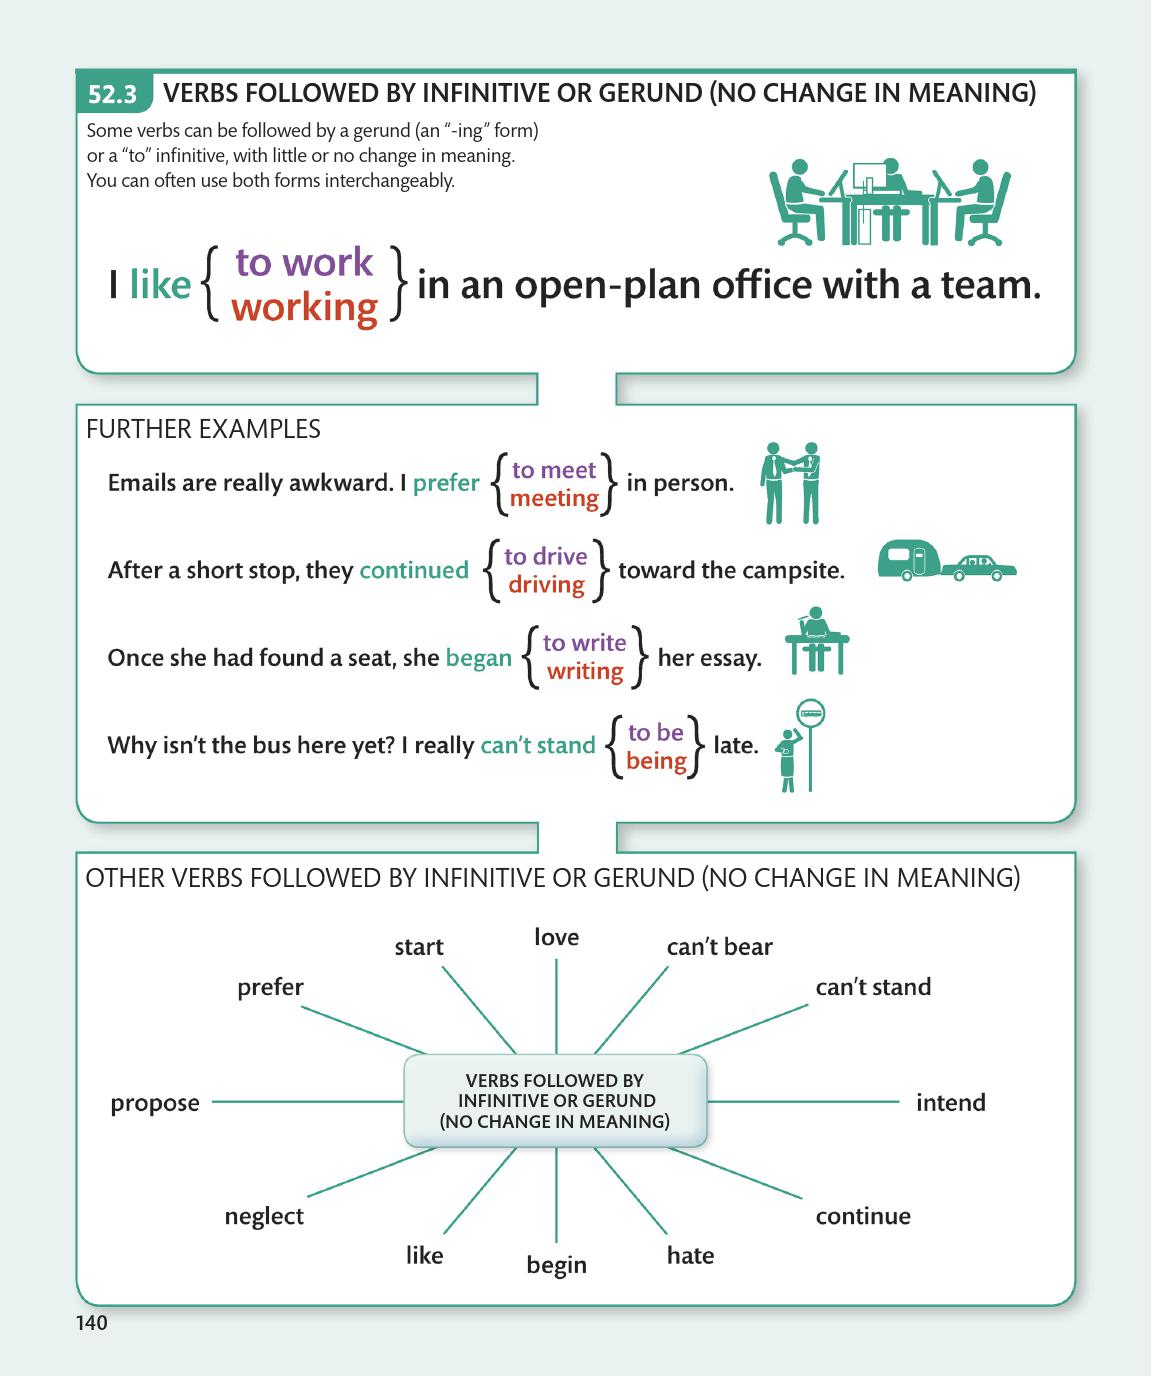 52.3 VERBS FOLLOWED BY INFINITIVE OR GERUND (NO CHANGE IN MEANING)
Some verbs can be followed by a gerund (an “-ing” form)
or a “to” infinitive, with little or no change in meaning.
You can often use both forms interchangeably.
I like { to work
working } in an open-plan office with a team.
FURTHER EXAMPLES
Emails are really awkward. I prefer { to meet
meeting } in person.
After a short stop, they continued { to drive
driving } toward the campsite.
Once she had found a seat, she began { to write
writing } her essay.
Why isn’t the bus here yet? I really can’t stand { to be
being } late.
OTHER VERBS FOLLOWED BY INFINITIVE OR GERUND (NO CHANGE IN MEANING)
love
start
can’t bear
prefer
can’t stand
VERBS FOLLOWED BY
INFINITIVE OR GERUND
(NO CHANGE IN MEANING)
propose
intend
neglect
continue
like
hate
begin
140